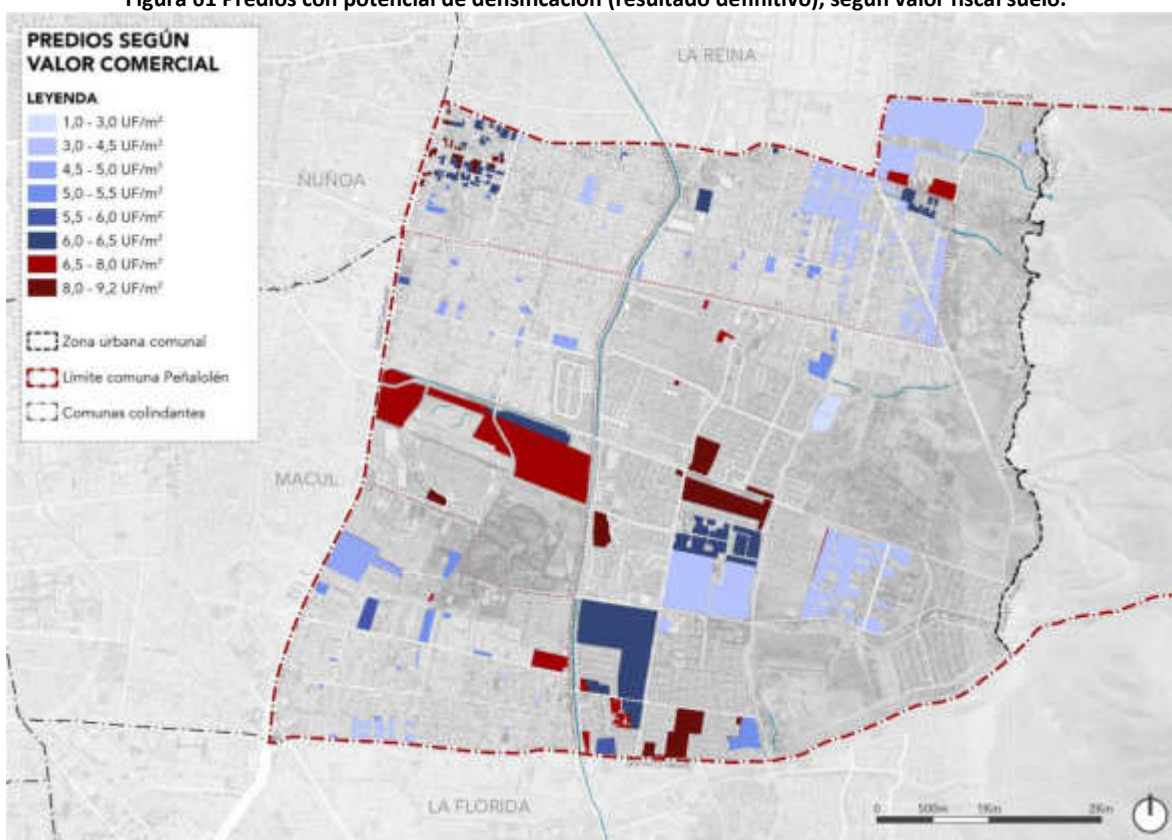 Figura 61 Predios con potencial de densificación (resultado definitivo), según valor fiscal suelo.
PREDIOS SEGÚN
VALOR COMERCIAL
LEYENDA
1,0 - 3,0 UF/m²
3,0 - 4,5 UF/m²
4,5 - 5,0 UF/m²
5,0 - 5,5 UF/m²
5,5 - 6,0 UF/m²
6,0 - 6,5 UF/m²
6,5 - 8,0 UF/m²
8,0 - 9,2 UF/m²
Zona urbana comunal
Límite comuna Peñalolén
Comunas colindantes
LA REINA
ÑUÑOA
MACUL
LA FLORIDA
0 500m 1Km 2Km